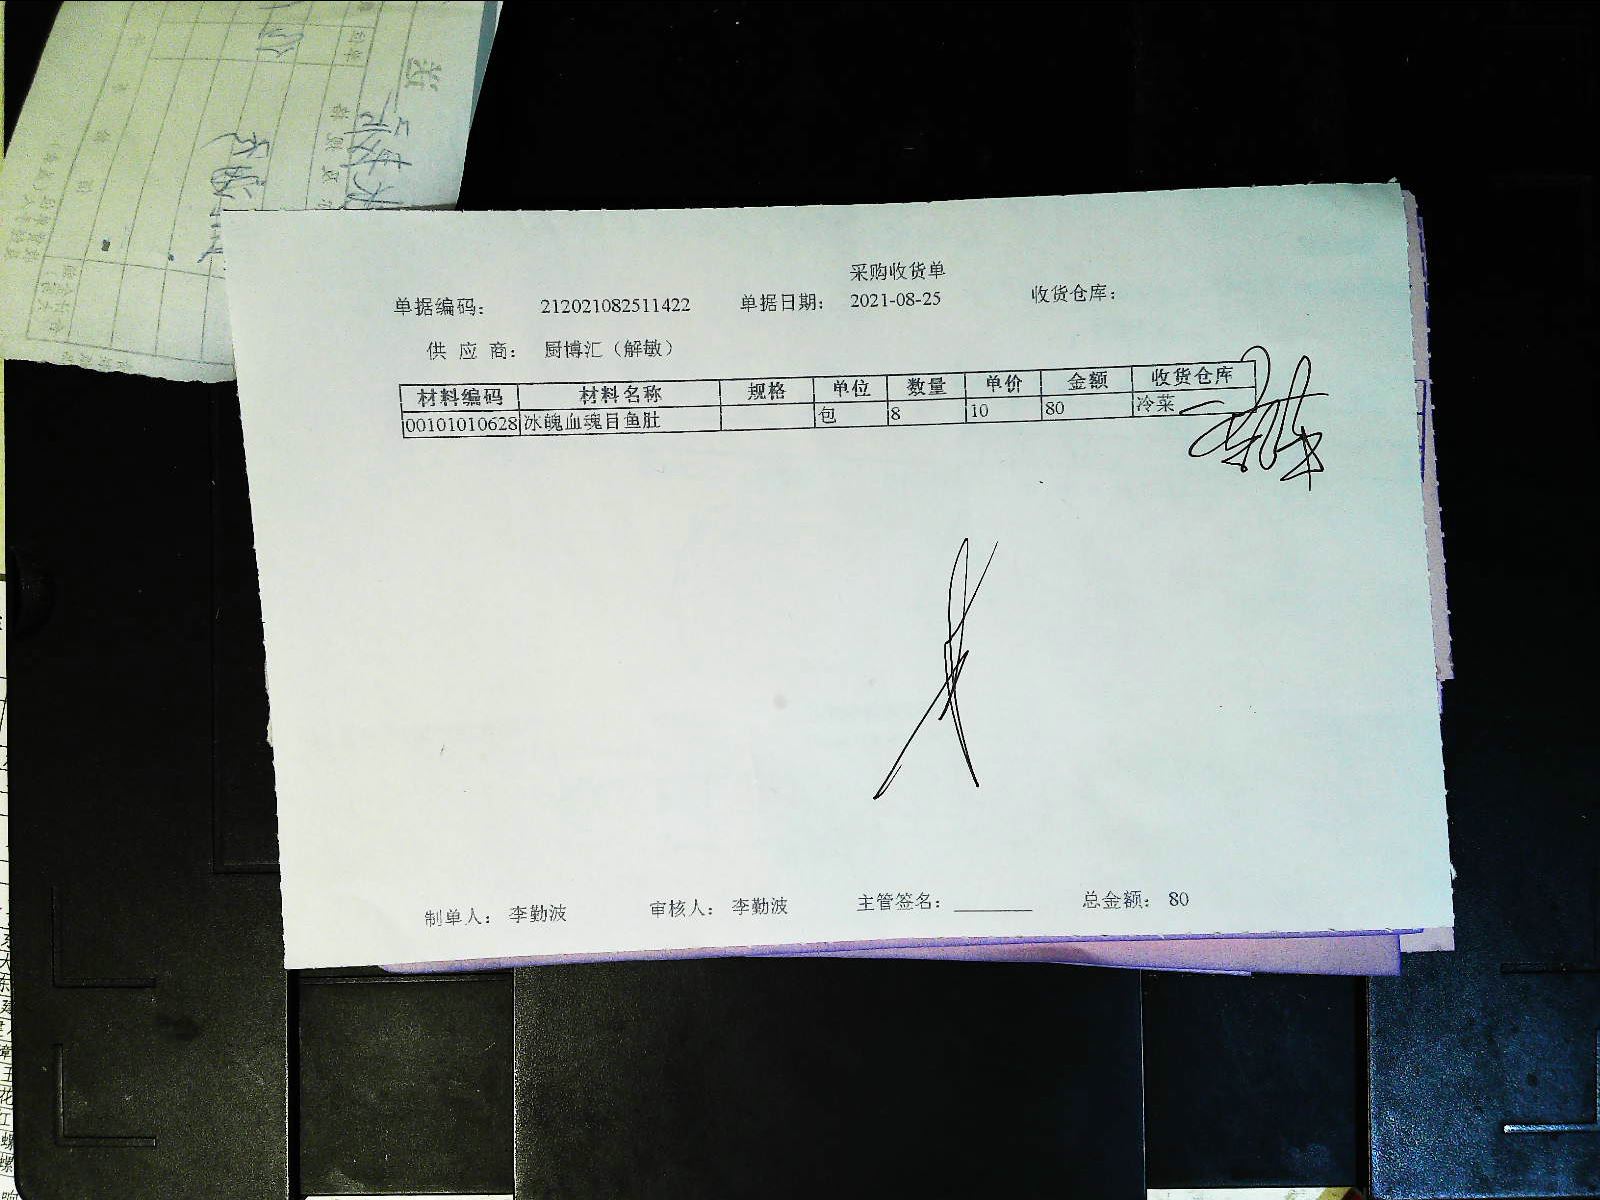 采购收货单
单据编码： 212021082511422 单据日期： 2021-08-25 收货仓库：
供 应 商： 厨博汇（解敏）
材料编码 材料名称 规格 单位 数量 单价 金额 收货仓库
00101010628 冰魄血魂目鱼肚 包 8 10 80 冷菜
制单人： 李勤波 审核人： 李勤波 主管签名：________ 总金额： 80